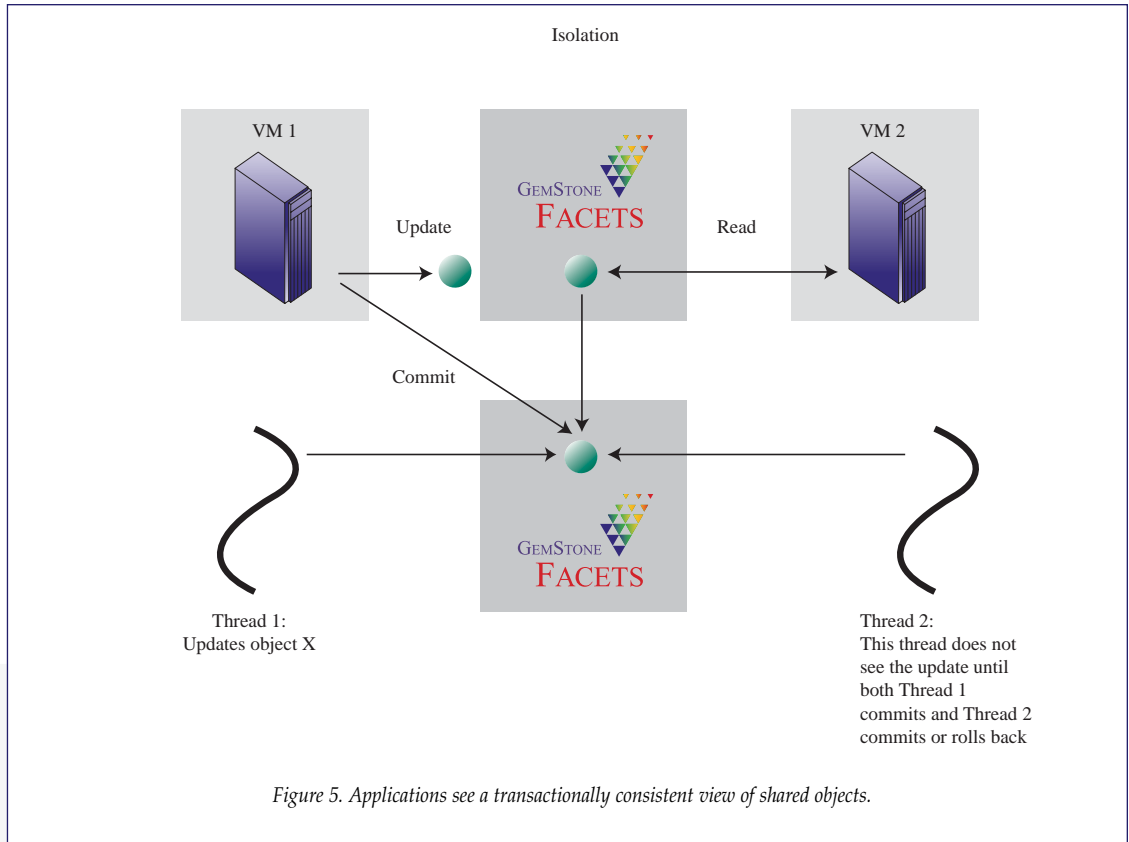 Isolation
VM 1
VM 2
GEMSTONE
FACETS
Update
Read
Commit
GEMSTONE
FACETS
Thread 1:
Updates object X
Thread 2:
This thread does not
see the update until
both Thread 1
commits and Thread 2
commits or rolls back
Figure 5. Applications see a transactionally consistent view of shared objects.